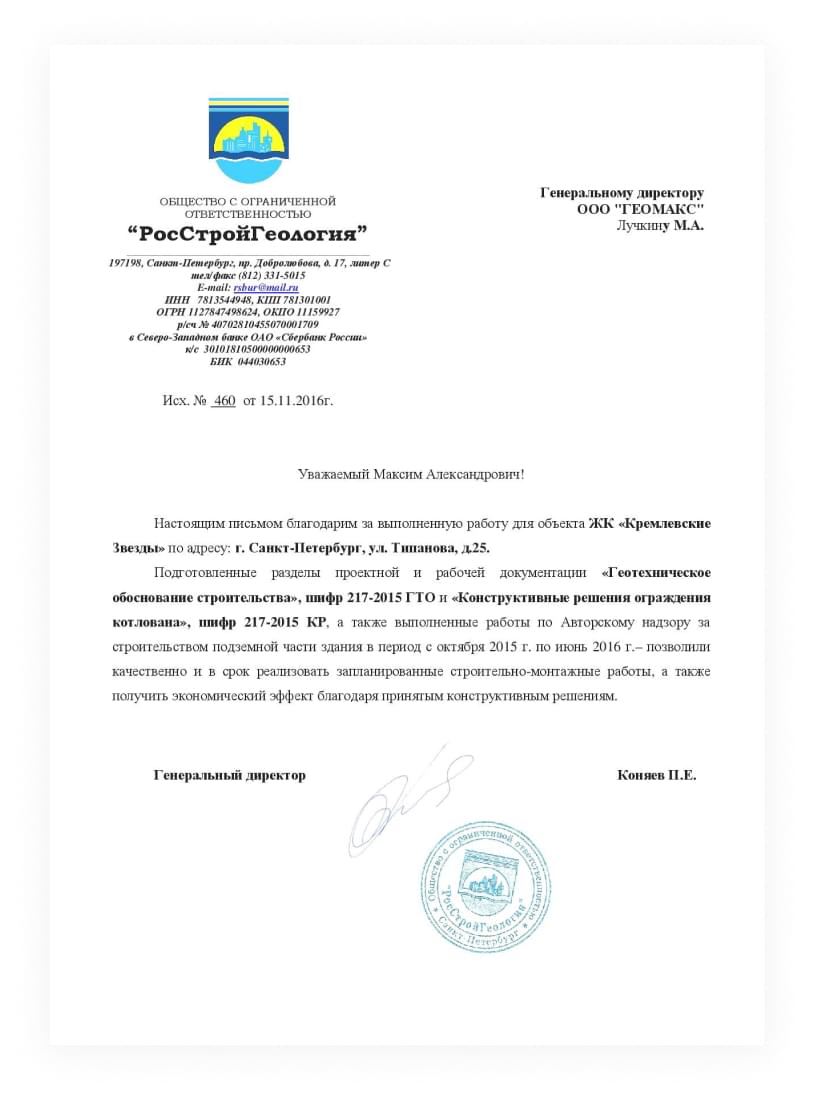 ОБЩЕСТВО С ОГРАНИЧЕННОЙ
ОТВЕТСТВЕННОСТЬЮ
“РосСтройГеология”
197198, Санкт-Петербург, пр. Добролюбова, д. 17, литер С
тел/факс (812) 331-5015
E-mail: rsbur@mail.ru
ИНН 7813544948, КПП 781301001
ОГРН 1127847498624, ОКПО 11159927
р/сч № 40702810455070001709
в Северо-Западном банке ОАО «Сбербанк России»
к/с 30101810500000000653
БИК 044030653
Генеральному директору
ООО "ГЕОМАКС"
Лучкину М.А.
Исх. № 460 от 15.11.2016г.
Уважаемый Максим Александрович!
Настоящим письмом благодарим за выполненную работу для объекта ЖК «Кремлевские
Звезды» по адресу: г. Санкт-Петербург, ул. Типанова, д.25.
Подготовленные разделы проектной и рабочей документации «Геотехническое
обоснование строительства», шифр 217-2015 ГТО и «Конструктивные решения ограждения
котлована», шифр 217-2015 КР, а также выполненные работы по Авторскому надзору за
строительством подземной части здания в период с октября 2015 г. по июнь 2016 г.– позволили
качественно и в срок реализовать запланированные строительно-монтажные работы, а также
получить экономический эффект благодаря принятым конструктивным решениям.
Генеральный директор
Коняев П.Е.
Общество с ограниченной ответственностью
"РосСтройГеология"
* Санкт-Петербург *